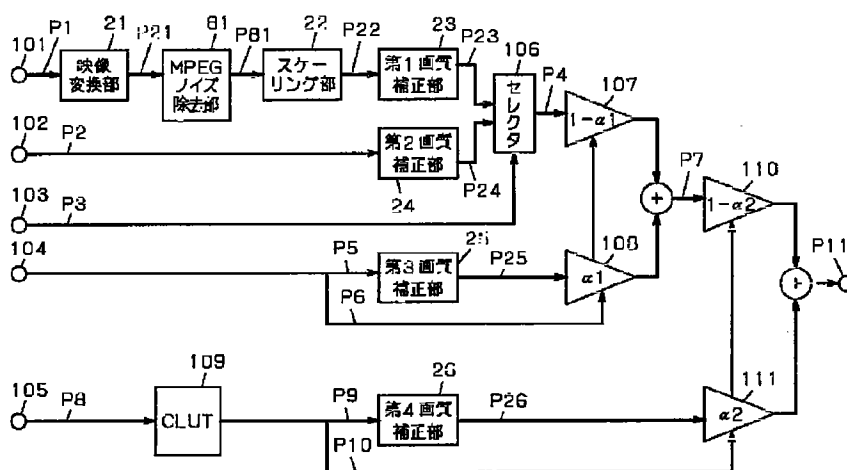 P1
21
P21
81
P81
22
P22
23
P23
106
P4
107
101
映像
変換部
MPEG
ノイズ
除去部
スケー
リング部
第1画質
補正部
セレクタ
1-α1
102
P2
第2画質
補正部
24
P24
P7
110
103
P3
+
1-α2
104
P5
25
第3画質
補正部
P25
108
α1
P11
+
P6
105
P8
109
CLUT
P9
26
第4画質
補正部
P26
111
α2
P10